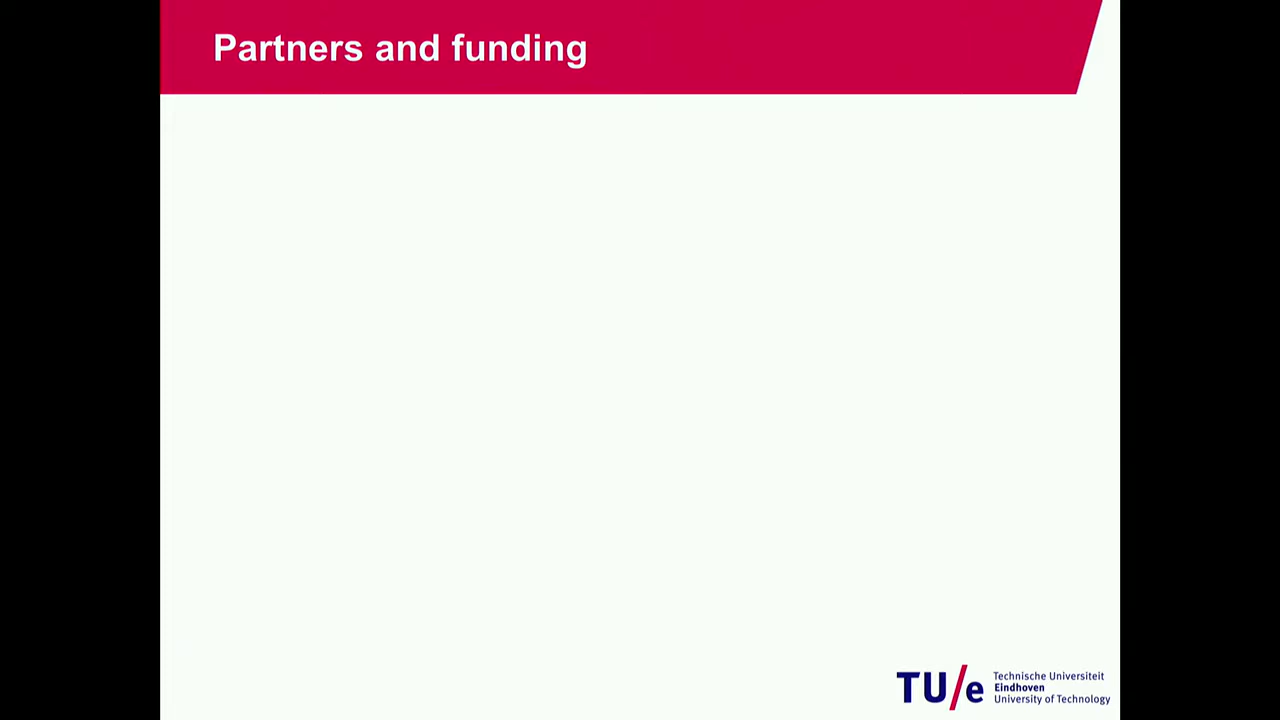 Partners and funding
TU/e
Technische Universiteit
Eindhoven
University of Technology